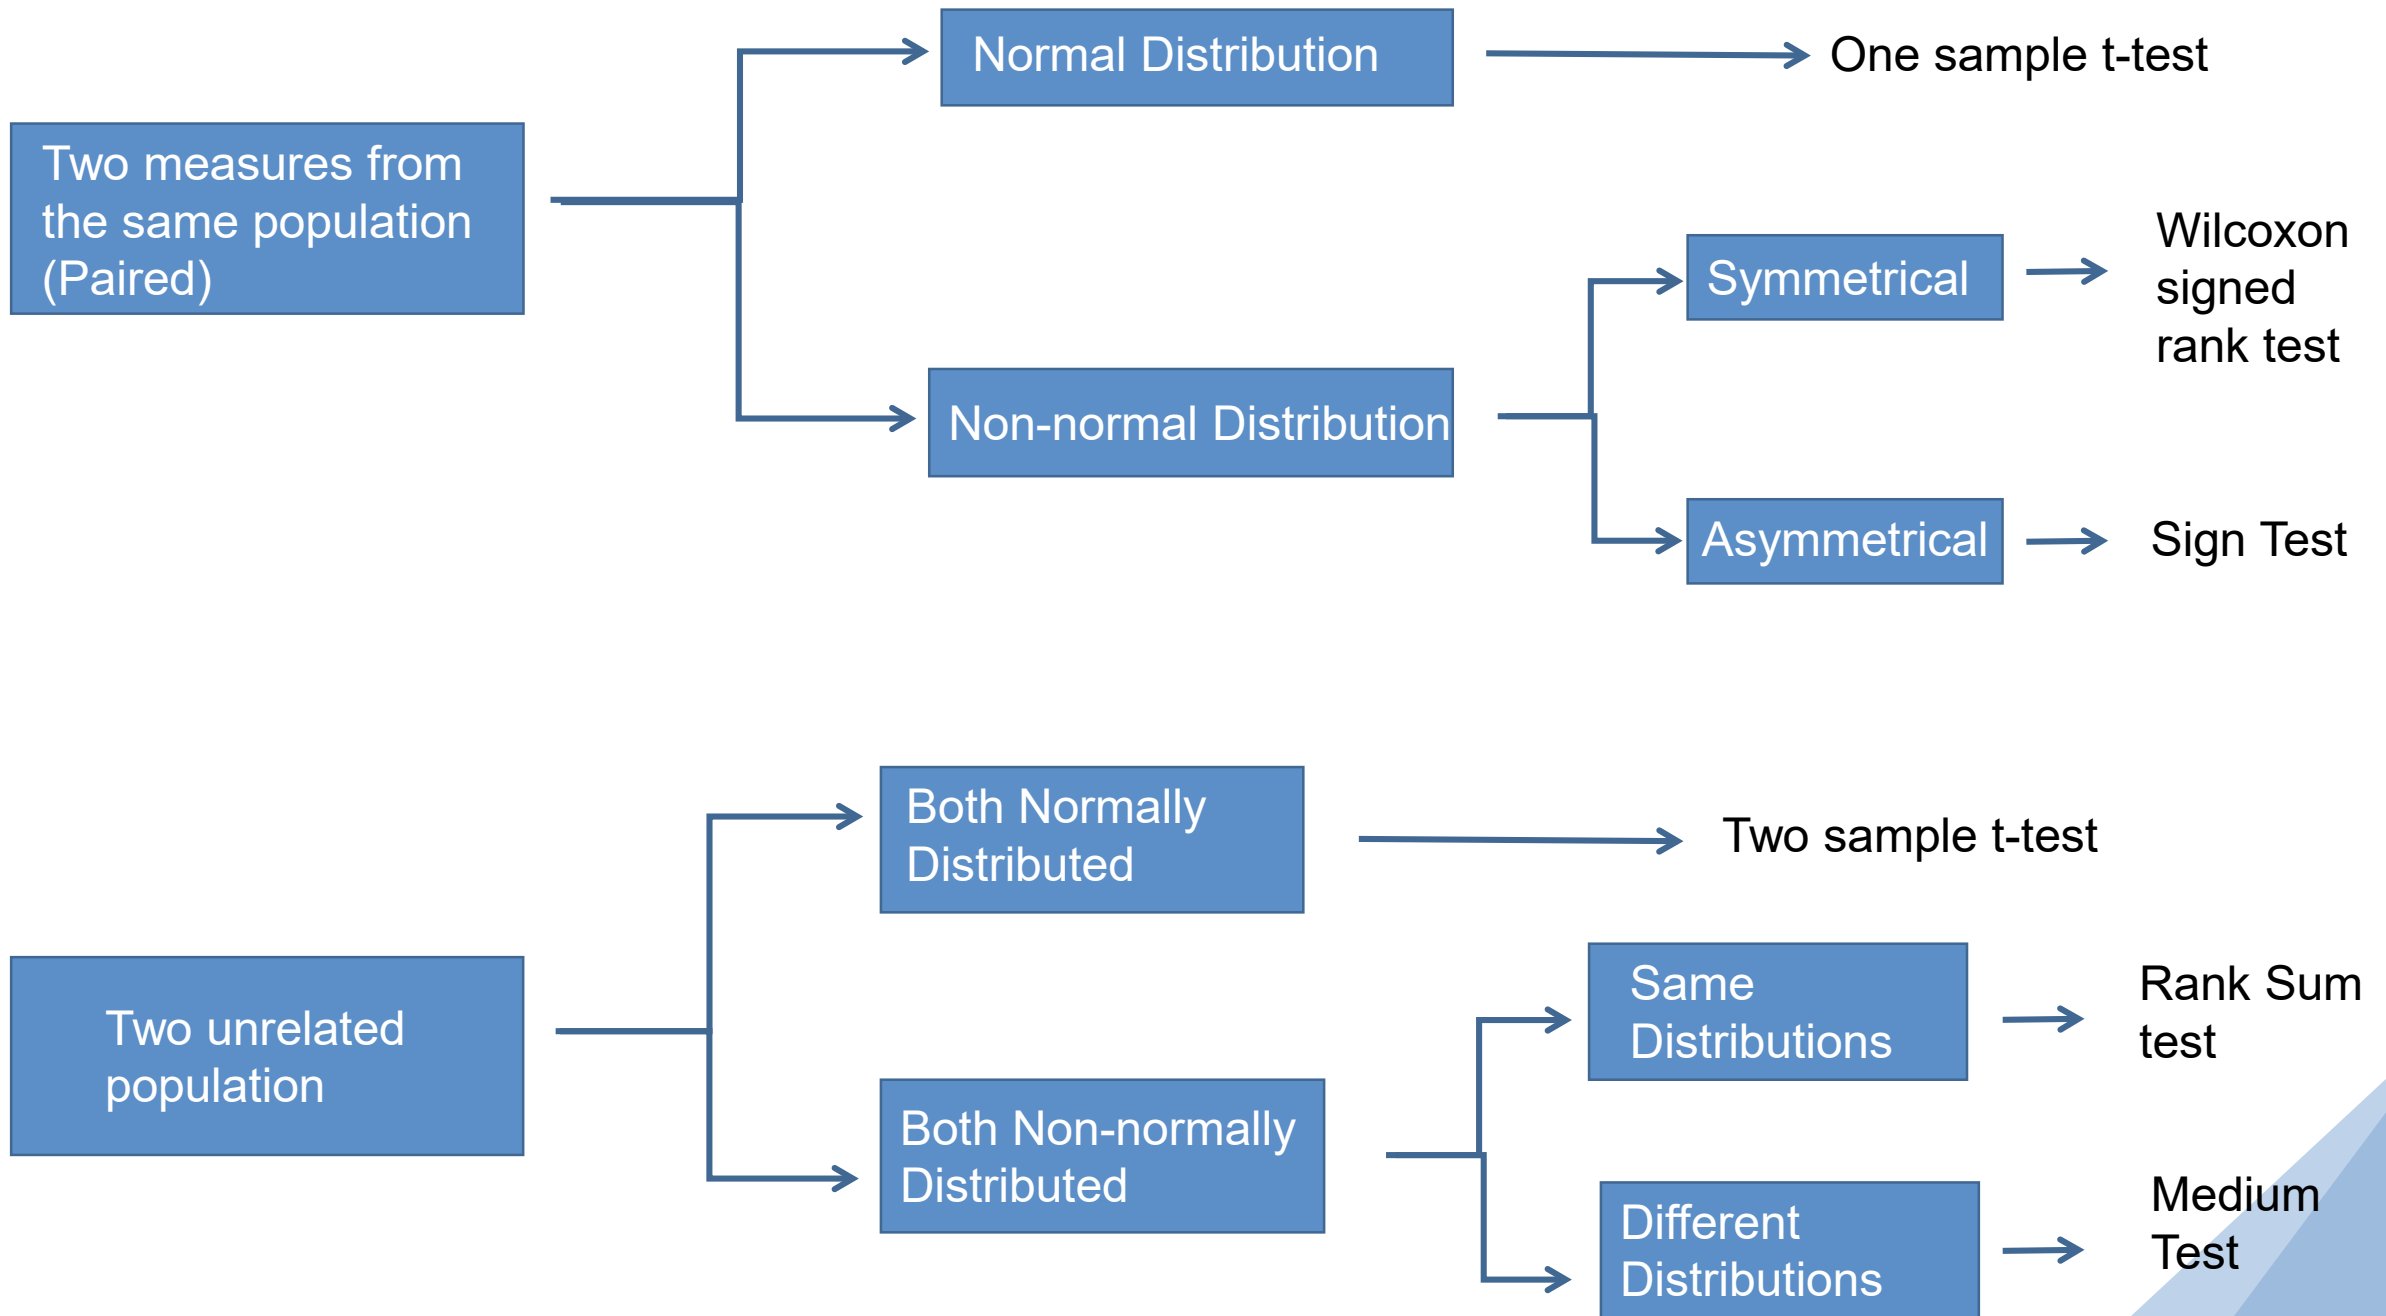 Normal Distribution
One sample t-test
Two measures from
the same population
(Paired)
Symmetrical
Wilcoxon
signed
rank test
Non-normal Distribution
Asymmetrical
Sign Test
Both Normally
Distributed
Two sample t-test
Two unrelated
population
Same
Distributions
Rank Sum
test
Both Non-normally
Distributed
Different
Distributions
Medium
Test